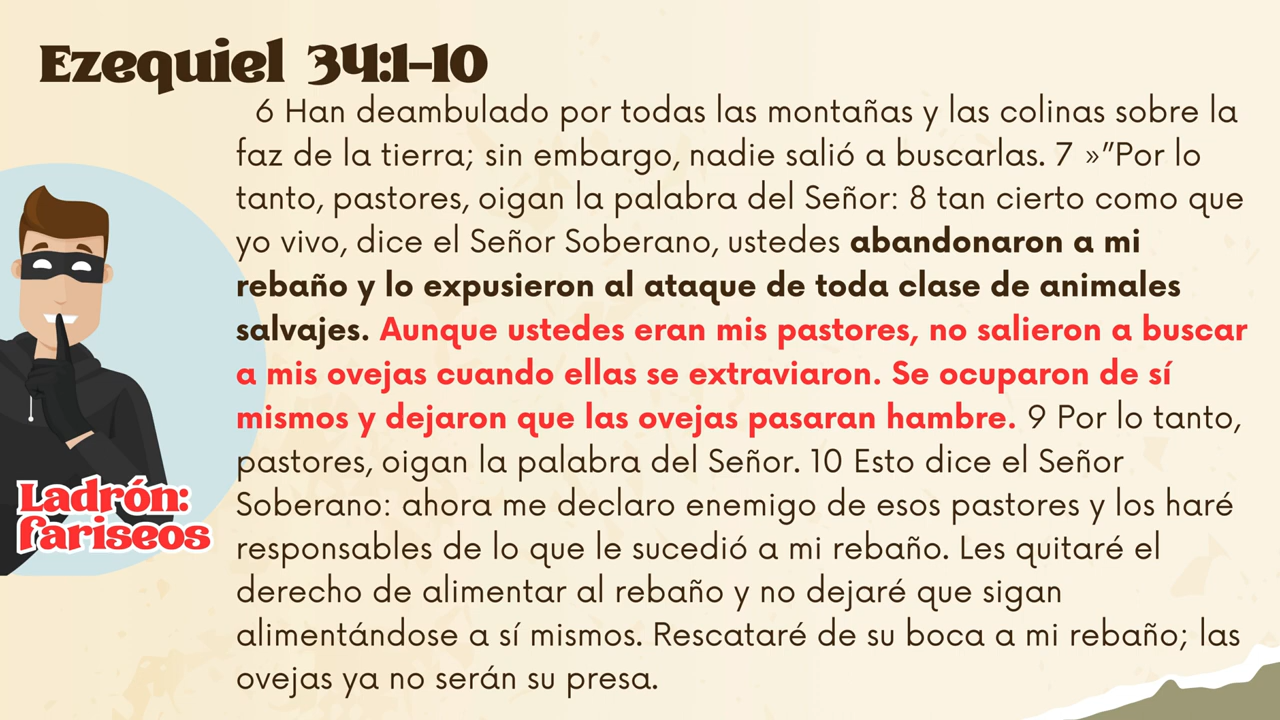 Ezequiel 34:1-10
6 Han deambulado por todas las montañas y las colinas sobre la
faz de la tierra; sin embargo, nadie salió a buscarlas. 7 »”Por lo
tanto, pastores, oigan la palabra del Señor: 8 tan cierto como que
yo vivo, dice el Señor Soberano, ustedes abandonaron a mi
rebaño y lo expusieron al ataque de toda clase de animales
salvajes. Aunque ustedes eran mis pastores, no salieron a buscar
a mis ovejas cuando ellas se extraviaron. Se ocuparon de sí
mismos y dejaron que las ovejas pasaran hambre. 9 Por lo tanto,
pastores, oigan la palabra del Señor. 10 Esto dice el Señor
Soberano: ahora me declaro enemigo de esos pastores y los haré
responsables de lo que le sucedió a mi rebaño. Les quitaré el
derecho de alimentar al rebaño y no dejaré que sigan
alimentándose a sí mismos. Rescataré de su boca a mi rebaño; las
ovejas ya no serán su presa.
Ladrón:
fariseos